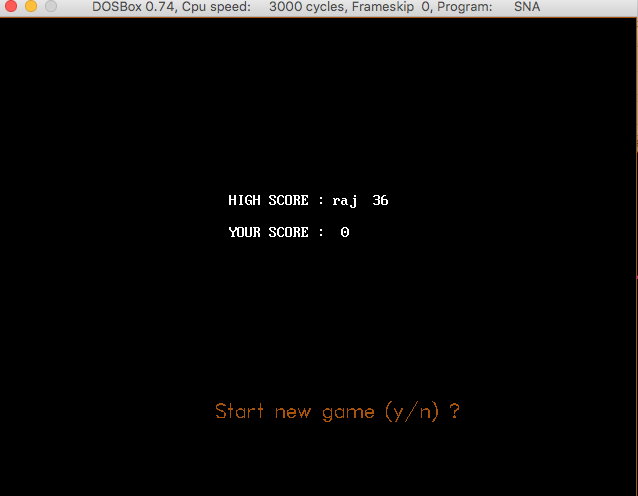 DOSBox 0.74, Cpu speed: 3000 cycles, Frameskip 0, Program: SNA
HIGH SCORE : raj 36
YOUR SCORE : 0
Start new game (y/n) ?